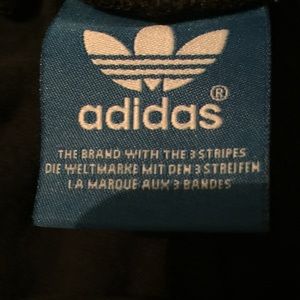 adidas®
THE BRAND WITH THE 3 STRIPES
DIE WELTMARKE MIT DEN 3 STREIFEN
LA MARQUE AUX 3 BANDES